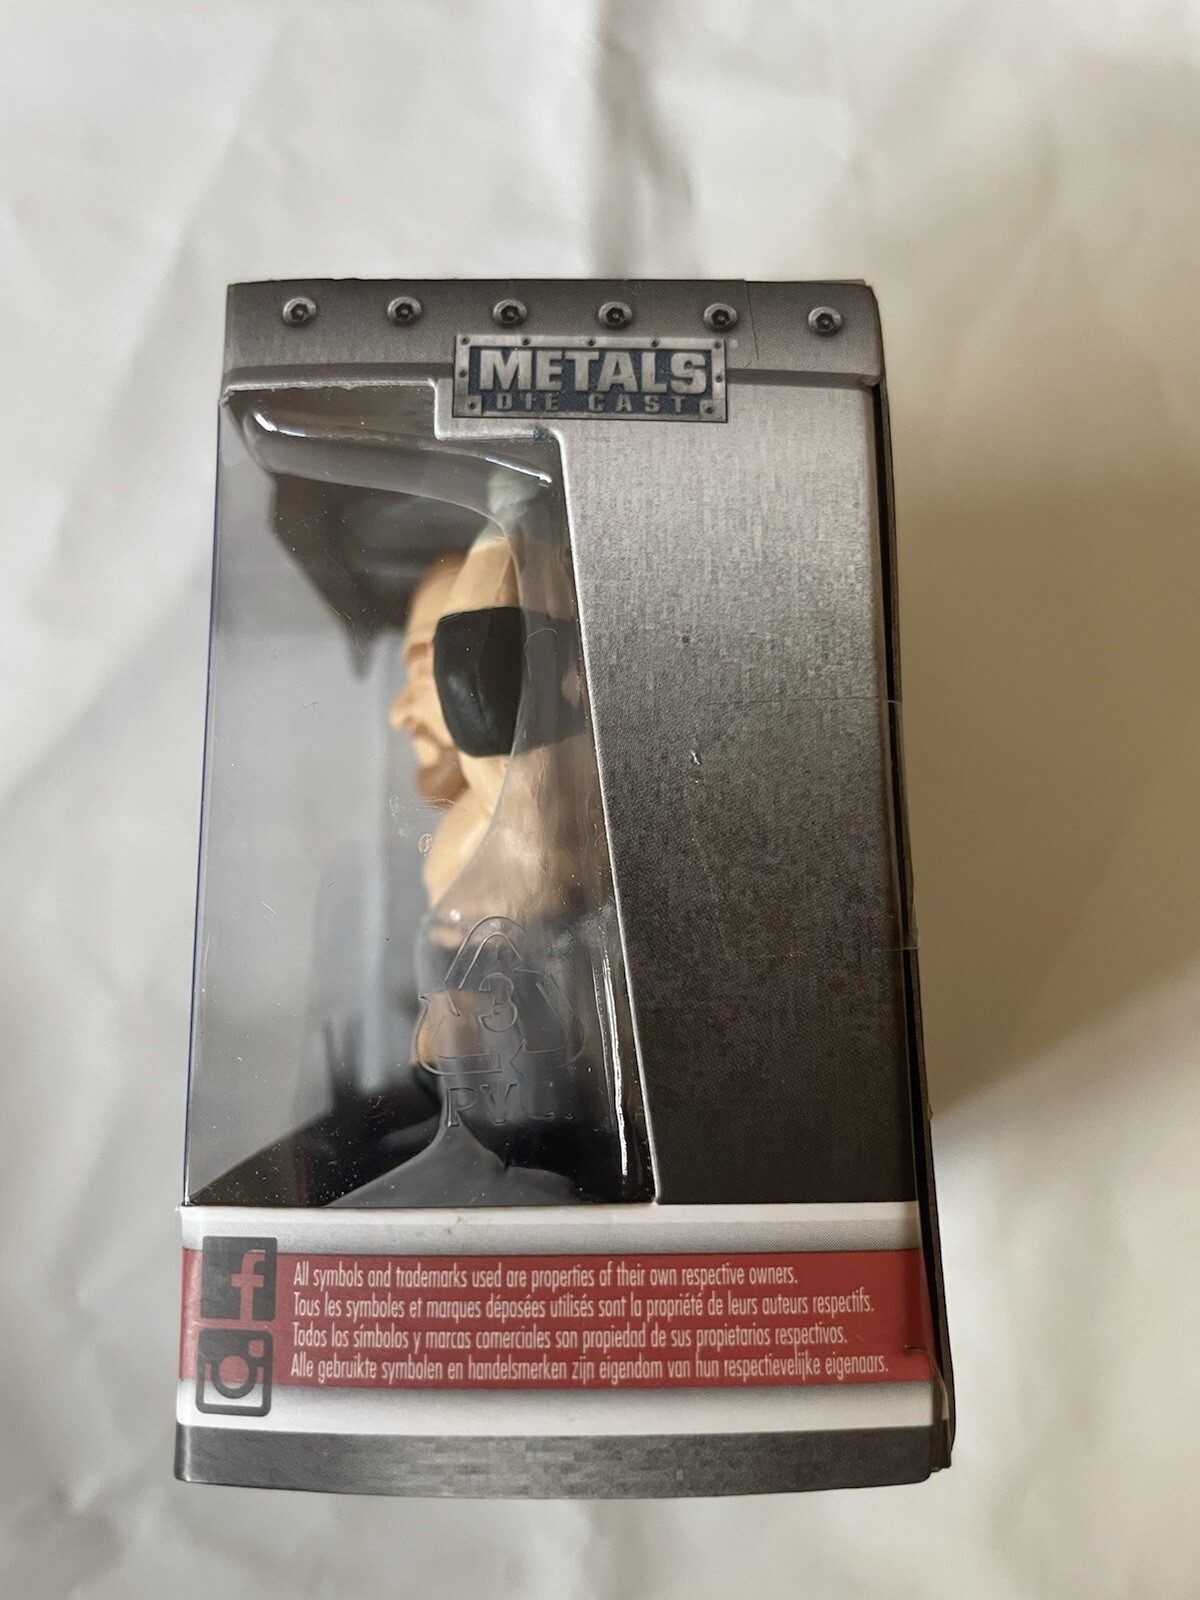 METALS
DIE CAST
3
PVC
All symbols and trademarks used are properties of their own respective owners.
Tous les symboles et marques déposées utilisés sont la propriété de leurs auteurs respectifs.
Todos los símbolos y marcas comerciales son propiedad de sus propietarios respectivos.
Alle gebruikte symbolen en handelsmerken zijn eigendom van hun respectievelijke eigenaars.